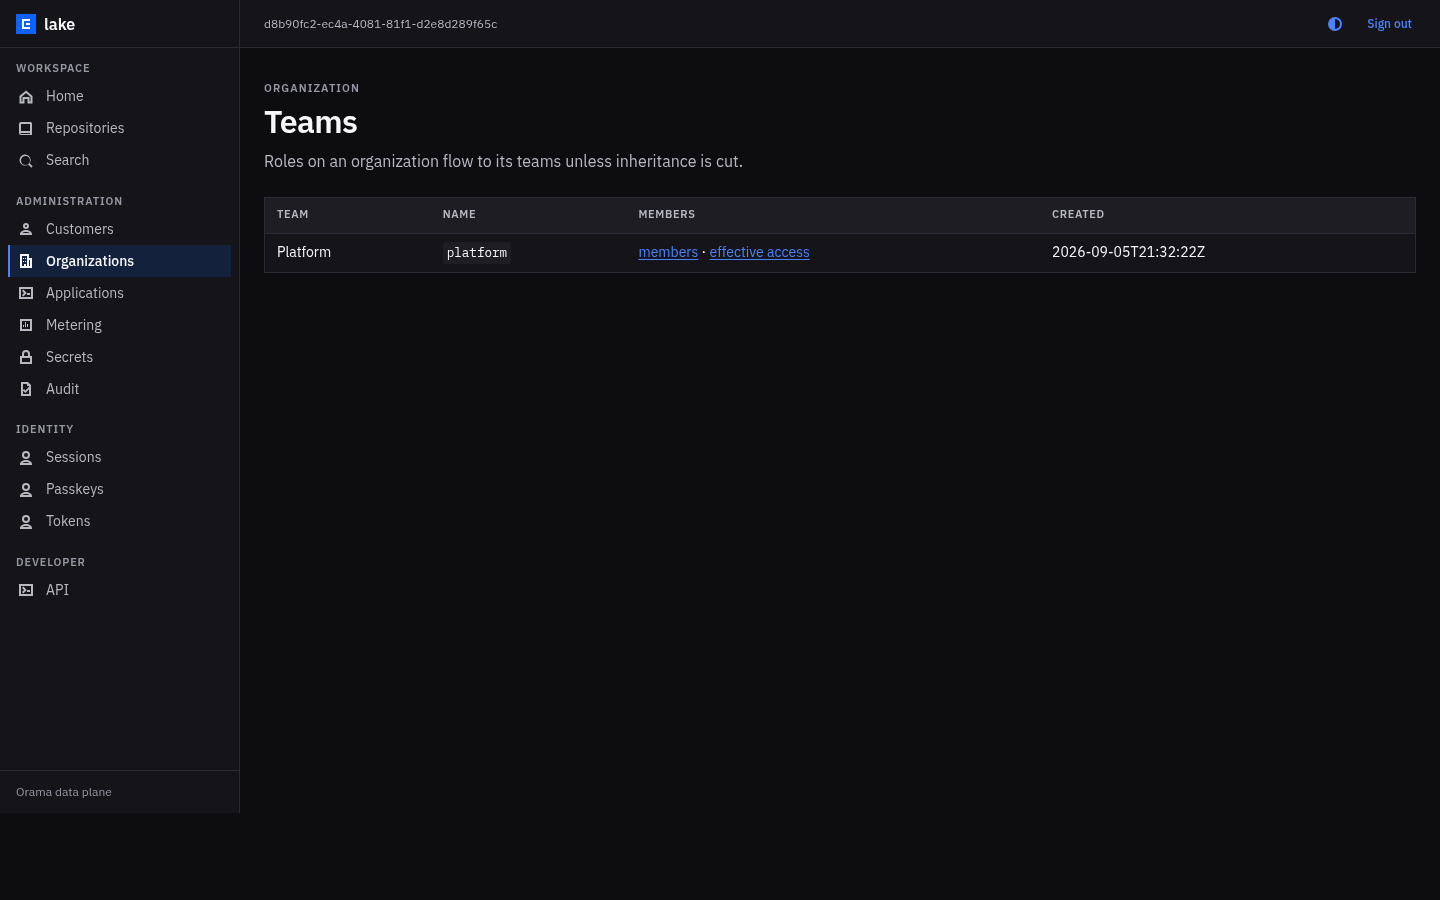 lake
d8b90fc2-ec4a-4081-81f1-d2e8d289f65c
Sign out
WORKSPACE
Home
Repositories
Search
ADMINISTRATION
Customers
Organizations
Applications
Metering
Secrets
Audit
IDENTITY
Sessions
Passkeys
Tokens
DEVELOPER
API
Orama data plane
ORGANIZATION
Teams
Roles on an organization flow to its teams unless inheritance is cut.
TEAM NAME MEMBERS CREATED
Platform platform members · effective access 2026-09-05T21:32:22Z